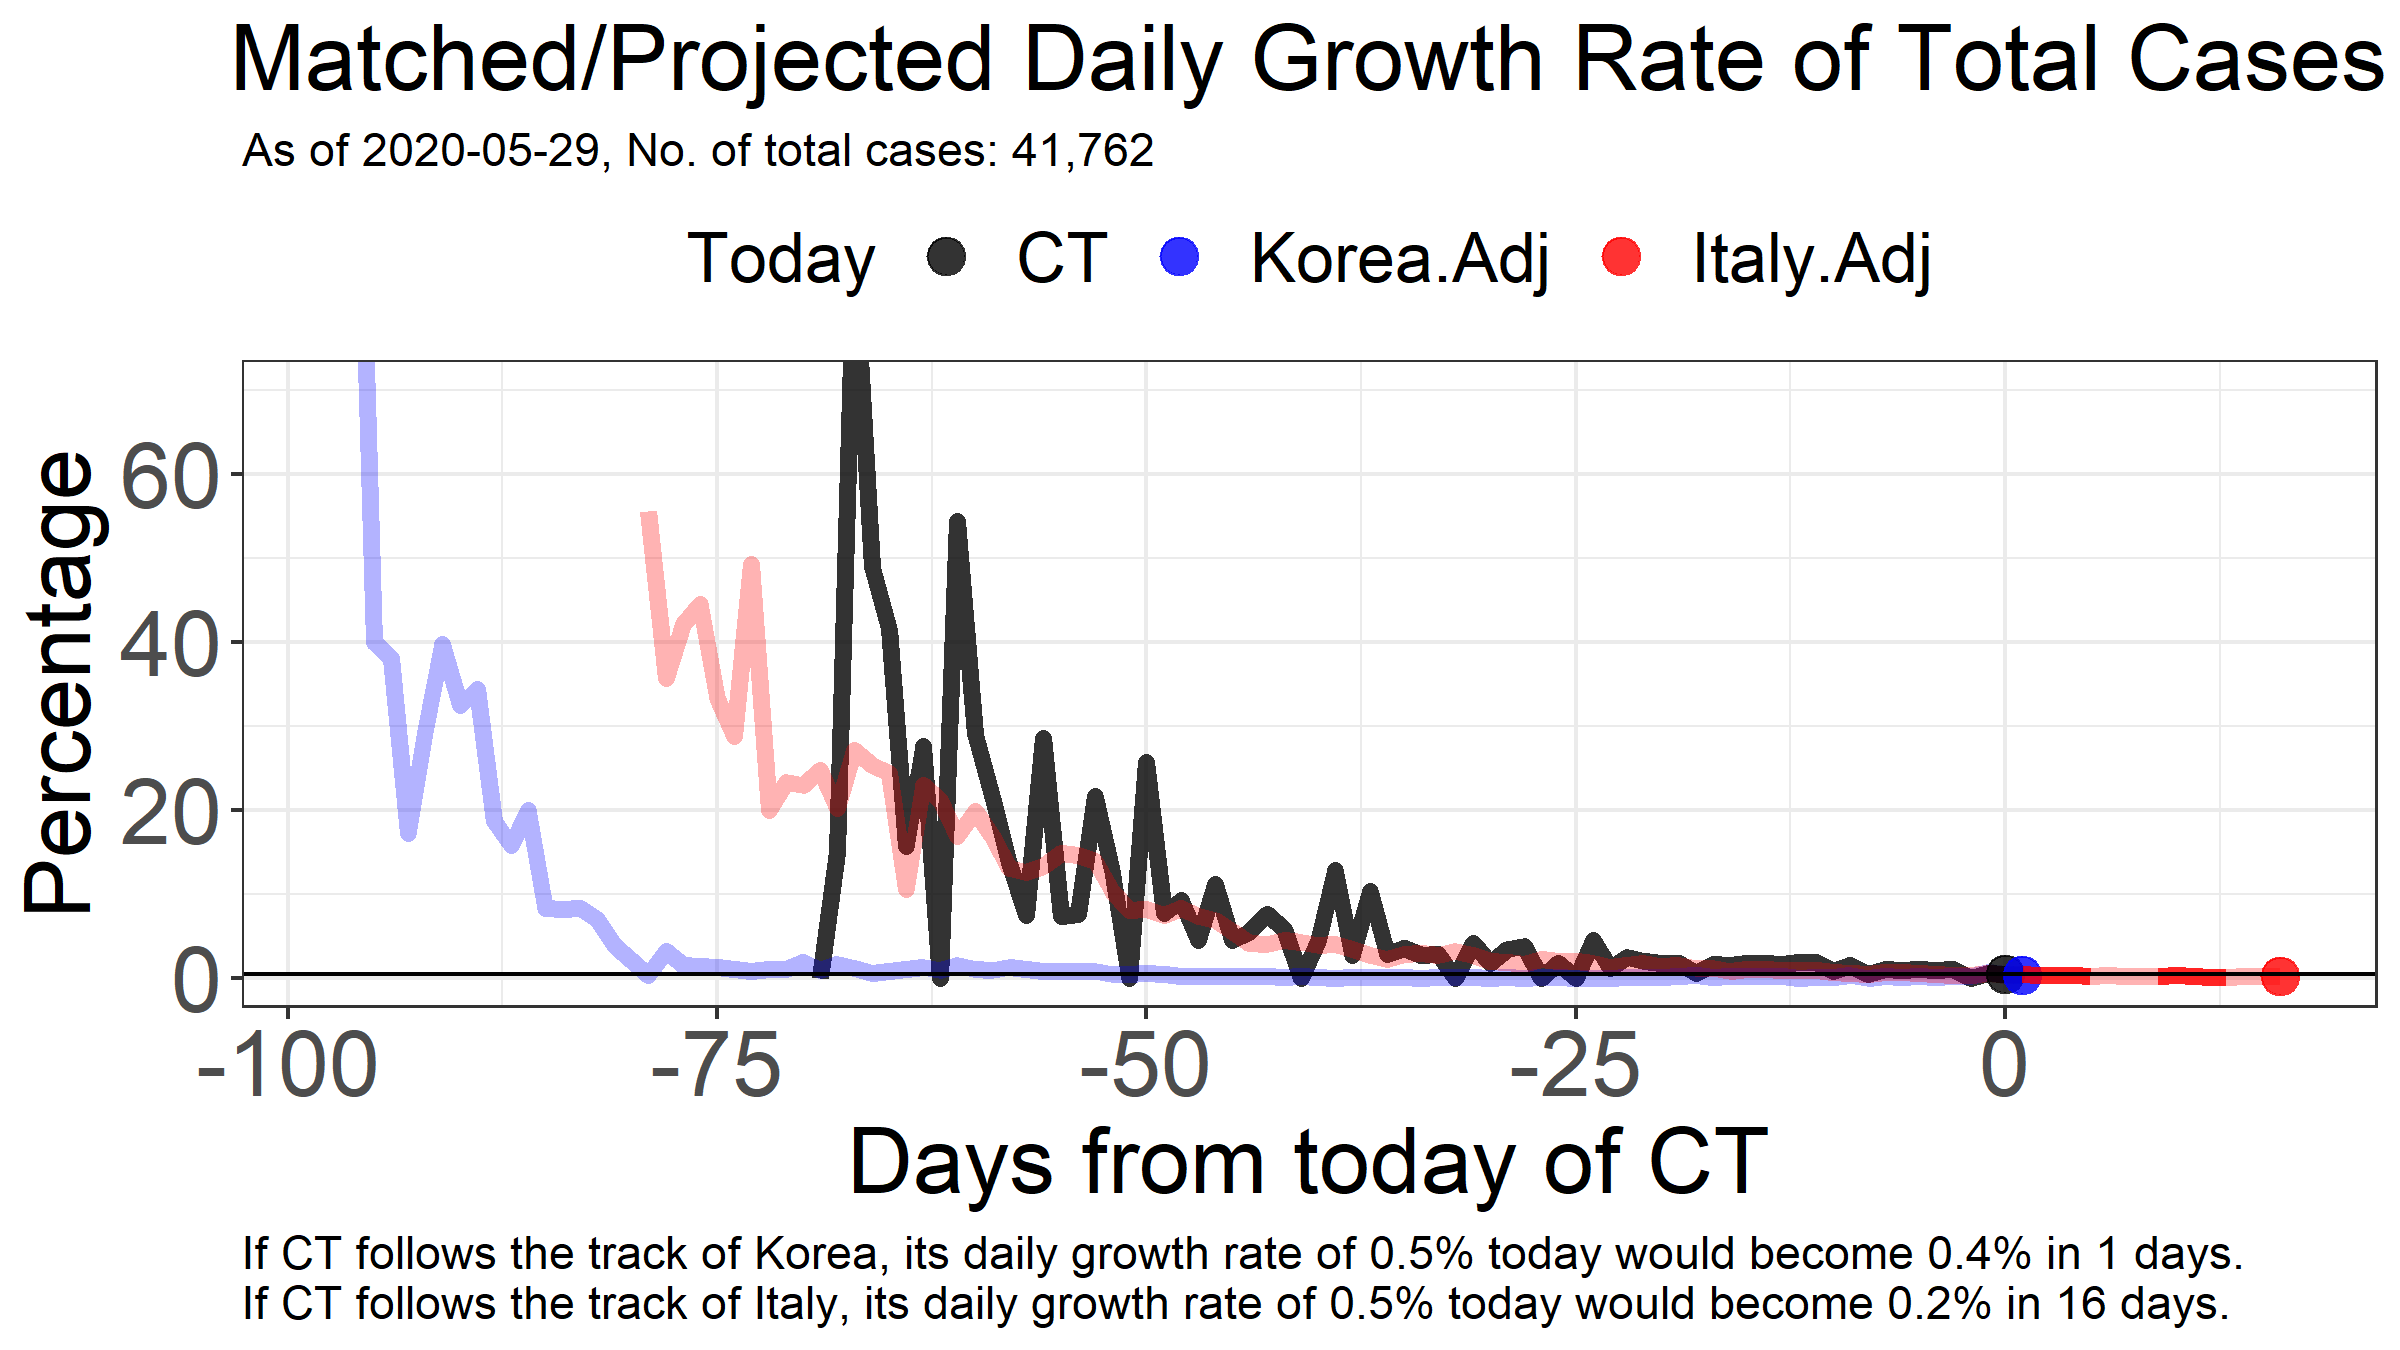 Matched/Projected Daily Growth Rate of Total Cases
As of 2020-05-29, No. of total cases: 41,762
Today CT Korea.Adj Italy.Adj
Percentage
60
40
20
0
-100 -75 -50 -25 0
Days from today of CT
If CT follows the track of Korea, its daily growth rate of 0.5% today would become 0.4% in 1 days.
If CT follows the track of Italy, its daily growth rate of 0.5% today would become 0.2% in 16 days.